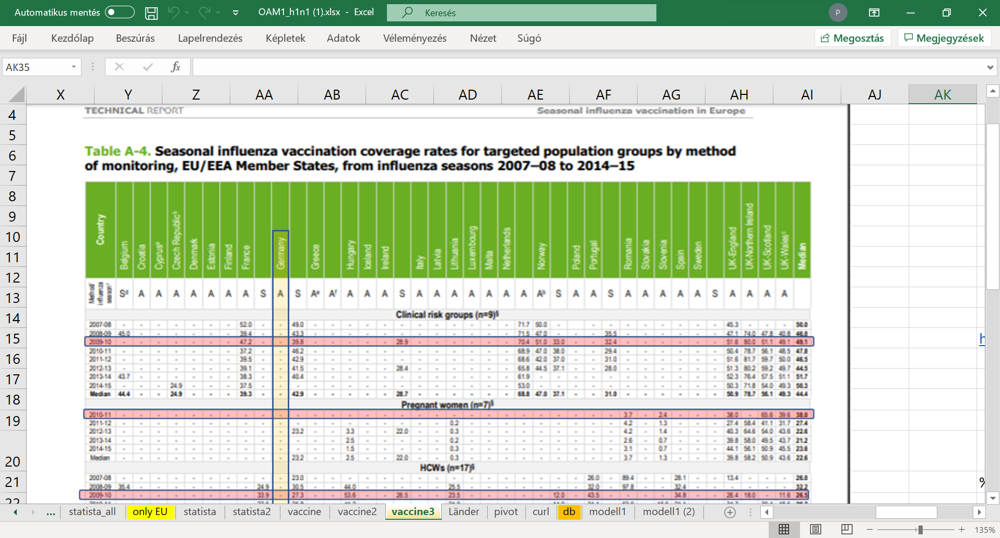 Automatikus mentés
OAM1_h1n1 (1).xlsx - Excel
Keresés
P
Fájl Kezdőlap Beszúrás Lapelrendezés Képletek Adatok Véleményezés Nézet Súgó Megosztás Megjegyzések
AK35 fx
X Y Z AA AB AC AD AE AF AG AH AI AJ AK
4 TECHNICAL REPORT Seasonal influenza vaccination in Europe
5
6 Table A-4. Seasonal influenza vaccination coverage rates for targeted population groups by method
7 of monitoring, EU/EEA Member States, from influenza seasons 2007–08 to 2014–15
8
9
10
11
12
Country Belgium Croatia Cyprusᵃ Czech Republicᵇ Denmark Estonia Finland France Germany Greece Hungary Iceland Ireland Italy Latvia Lithuania Luxembourg Malta Netherlands Norway Poland Portugal Romania Slovakia Slovenia Spain Sweden UK-England UK-Northern Ireland UK-Scotland UK-Walesᶜ Median
13 Method/ influenza season¹ Sᵈ A A A A A A A S A S Aᵉ Aᶠ A A A S A A A A A A A Aᵇ S A A S A A A A A S A A A A
14 Clinical risk groups (n=9)§
2007-08 - - - - - - - 52.0 - - 49.0 - - - - - - - - - - - - 71.7 50.0 - - - - - - - - 45.3 - - - 50.0
2008-09 45.0 - - - - - - 39.4 - - 43.3 - - - - - - - - - - - - 71.5 47.0 - - 35.5 - - - - - 47.1 74.0 47.8 40.8 46.0
15 2009-10 - - - - - - - 47.2 - - 39.8 - - - - - 28.9 - - - - - - 70.4 51.0 33.0 - - 32.4 - - - - - - 51.6 80.0 51.1 49.1 49.1
h
16 2010-11 - - - - - - - 37.2 - - 46.2 - - - - - - - - - - - - 68.9 47.0 38.0 - - 29.4 - - - - - - 50.4 78.7 56.1 48.5 47.8
2011-12 - - - - - - - 39.5 - - 42.9 - - - - - - - - - - - - 68.6 42.0 37.0 - - 31.0 - - - - - - 51.6 81.7 59.7 50.0 46.5
2012-13 - - - - - - - 39.1 - - 41.5 - - - - - 28.4 - - - - - - 65.8 44.5 37.1 - - 28.0 - - - - - - 51.3 80.2 59.2 49.7 44.5
17 2013-14 43.7 - - - - - - 38.3 - - 40.4 - - - - - - - - - - - - 61.9 - - - - - - - - - - - 52.3 76.4 57.5 51.1 51.7
2014-15 - - - 24.9 - - - 37.5 - - - - - - - - - - - - - - - 53.0 - - - - - - - - - - - 50.3 71.8 54.0 49.3 50.3
18 Median 44.4 - - 24.9 - - - 39.3 - - 42.9 - - - - - 28.7 - - - - - - 68.8 47.0 37.1 - - 31.0 - - - - - - 50.9 78.7 56.1 49.3 44.4
Pregnant women (n=7)§
19 2010-11 - - - - - - - - - - - - - - - - - - - - - - - - - - - - - 3.7 - 2.4 - - - 38.0 - 65.6 39.6 38.0
2011-12 - - - - - - - - - - - - - - - - - - - 0.2 - - - - - - - - - 4.2 - 1.3 - - - 27.4 58.4 41.1 31.7 27.4
2012-13 - - - - - - - - - - 23.2 - - 3.3 - - 22.0 - - 0.3 - - - - - - - - - 4.2 - 1.4 - - - 40.3 64.6 54.0 43.6 22.6
2013-14 - - - - - - - - - - - - - 2.5 - - - - - 0.2 - - - - - - - - - 2.6 - 0.7 - - - 39.8 58.0 49.5 43.7 21.2
2014-15 - - - - - - - - - - - - - 1.5 - - - - - 0.3 - - - - - - - - - 3.1 - 0.7 - - - 44.1 56.1 50.9 45.5 23.6
20 Median - - - - - - - - - - 23.2 - - 2.5 - - 22.0 - - 0.3 - - - - - - - - - 3.7 - 1.3 - - - 39.8 58.2 50.9 43.6 22.6
HCWs (n=17)§
21 2007-08 - - - - - - - - - - 23.0 - - - - - - - - - - - - - - - - 26.0 - 89.4 - - 28.1 - - 13.4 - - - 26.0
%
2008-09 35.4 - - - - - - - 24.9 - 30.5 - - 44.0 - - - - - 25.5 - - - - - - - 32.0 - 97.8 - - 32.4 - - - - - - 32.2
22 2009-10 - - - - - - - - 33.9 - 27.3 - - 53.6 - - 26.5 - - 23.5 - - - - - 12.0 - 43.5 - - - - 34.8 - - 26.4 18.0 - 11.6 26.5
... statista_all only EU statista statista2 vaccine vaccine2 vaccine3 Länder pivot curl db modell1 modell1 (2)
135%